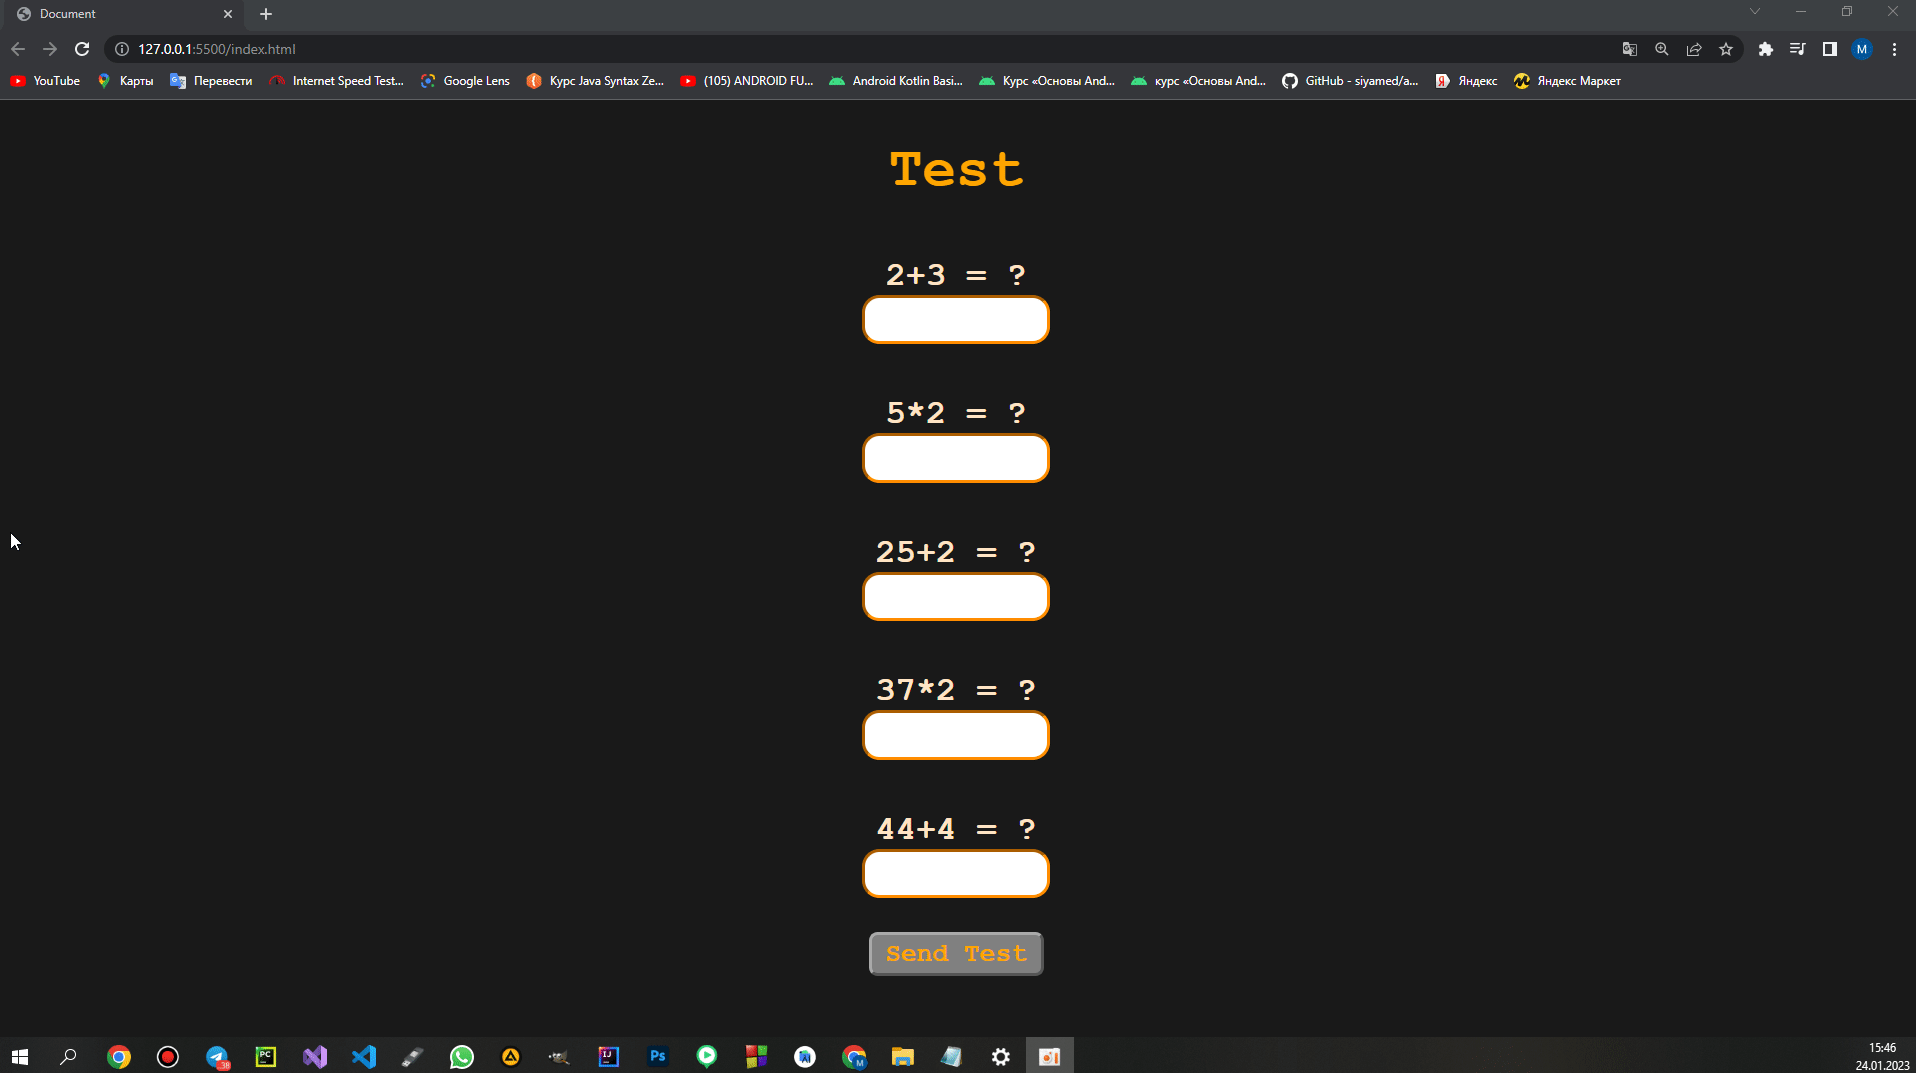 Document
127.0.0.1:5500/index.html
M
YouTube Карты Перевести Internet Speed Test... Google Lens Курс Java Syntax Ze... (105) ANDROID FU... Android Kotlin Basi... Курс «Основы And... курс «Основы And... GitHub - siyamed/a... Яндекс Яндекс Маркет
Test
2+3 = ?
5*2 = ?
25+2 = ?
37*2 = ?
44+4 = ?
Send Test
15:46
24.01.2023